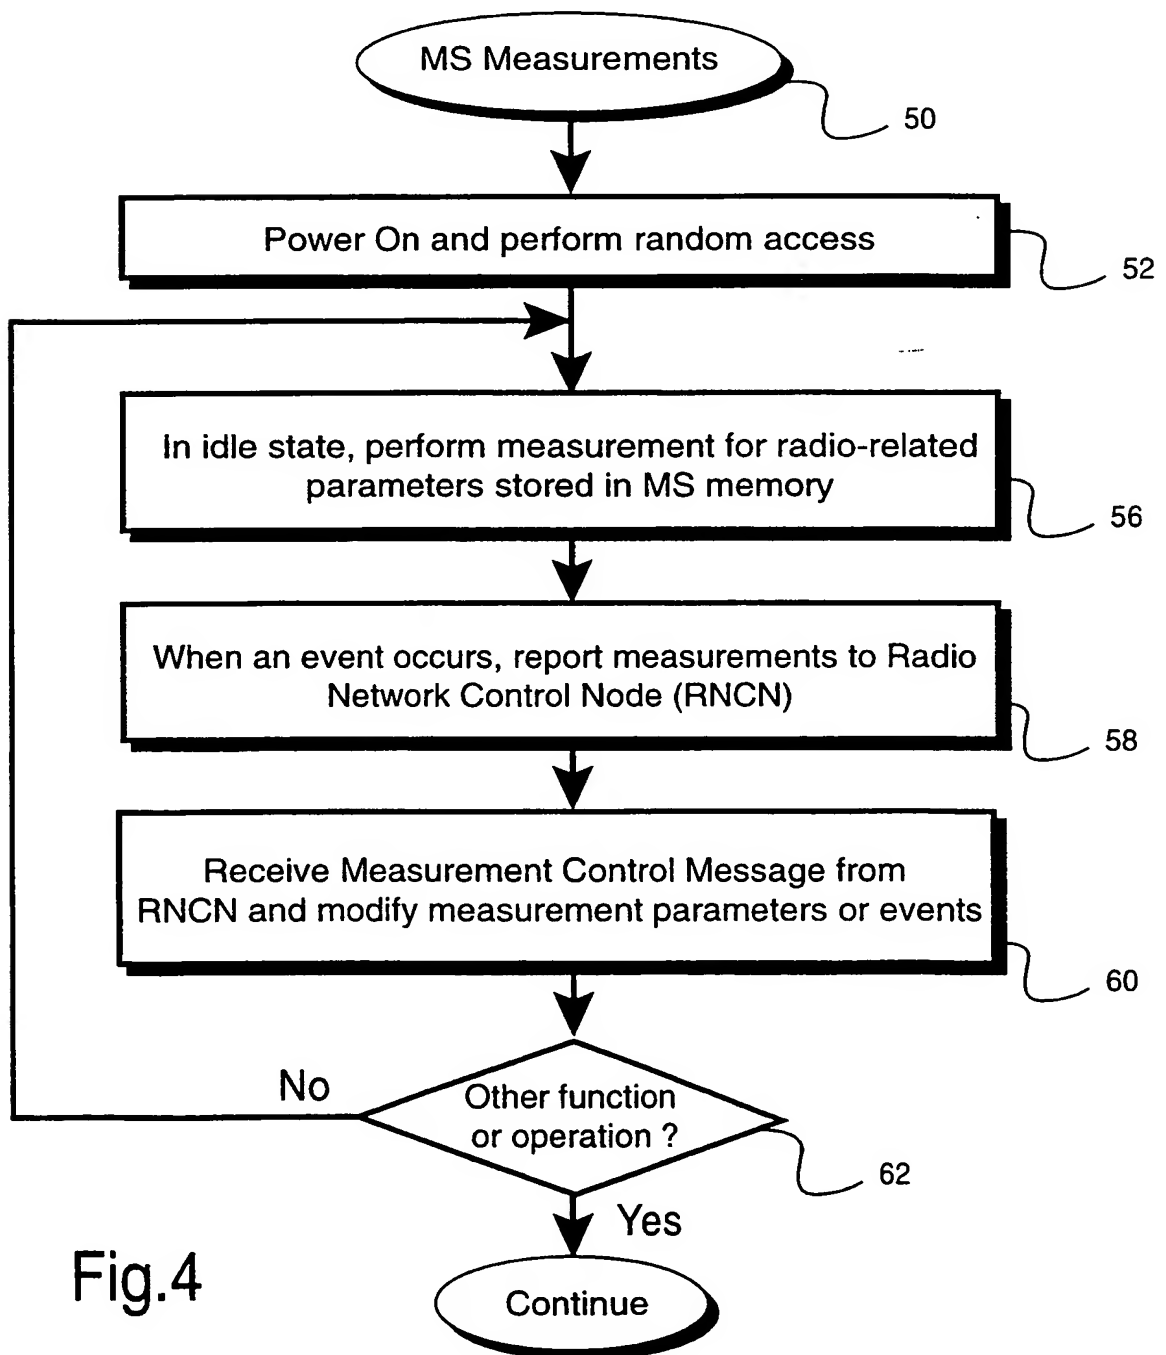 MS Measurements
50
Power On and perform random access
52
In idle state, perform measurement for radio-related
parameters stored in MS memory
56
When an event occurs, report measurements to Radio
Network Control Node (RNCN)
58
Receive Measurement Control Message from
RNCN and modify measurement parameters or events
60
No
Other function
or operation ?
62
Yes
Continue
Fig.4